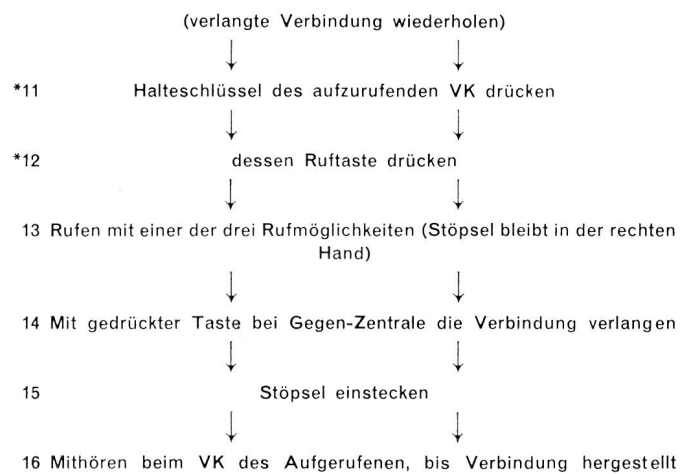 (verlangte Verbindung wiederholen)
*11 Halteschlüssel des aufzurufenden VK drücken
*12 dessen Ruftaste drücken
13 Rufen mit einer der drei Rufmöglichkeiten (Stöpsel bleibt in der rechten
Hand)
14 Mit gedrückter Taste bei Gegen-Zentrale die Verbindung verlangen
15 Stöpsel einstecken
16 Mithören beim VK des Aufgerufenen, bis Verbindung hergestellt